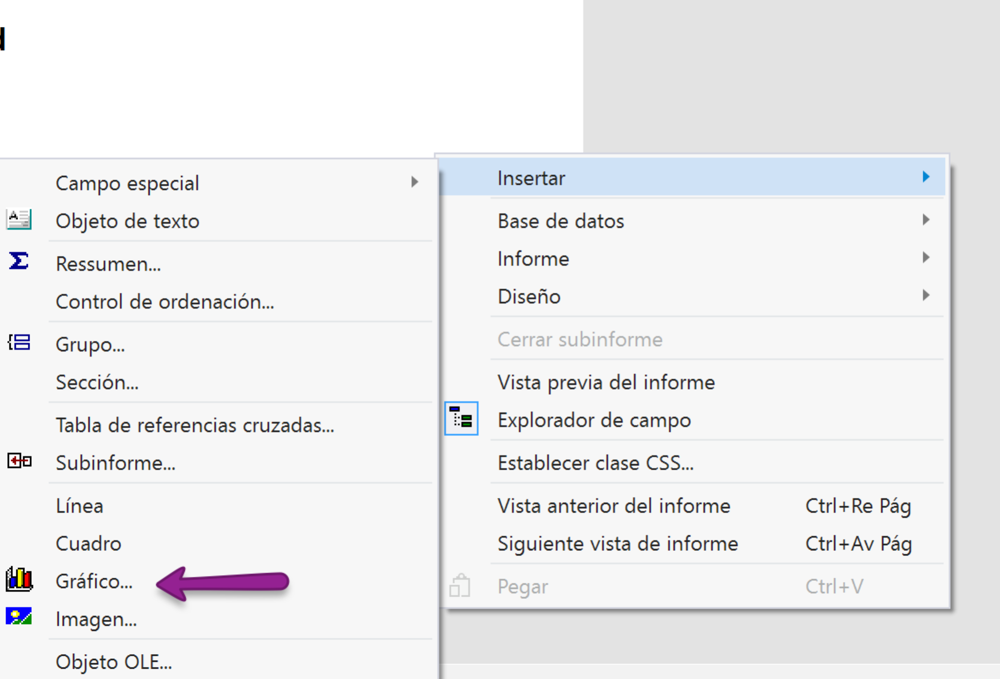 Campo especial
Objeto de texto
Ressumen...
Control de ordenación...
Grupo...
Sección...
Tabla de referencias cruzadas...
Subinforme...
Línea
Cuadro
Gráfico...
Imagen...
Objeto OLE...
Insertar
Base de datos
Informe
Diseño
Cerrar subinforme
Vista previa del informe
Explorador de campo
Establecer clase CSS...
Vista anterior del informe Ctrl+Re Pág
Siguiente vista de informe Ctrl+Av Pág
Pegar Ctrl+V